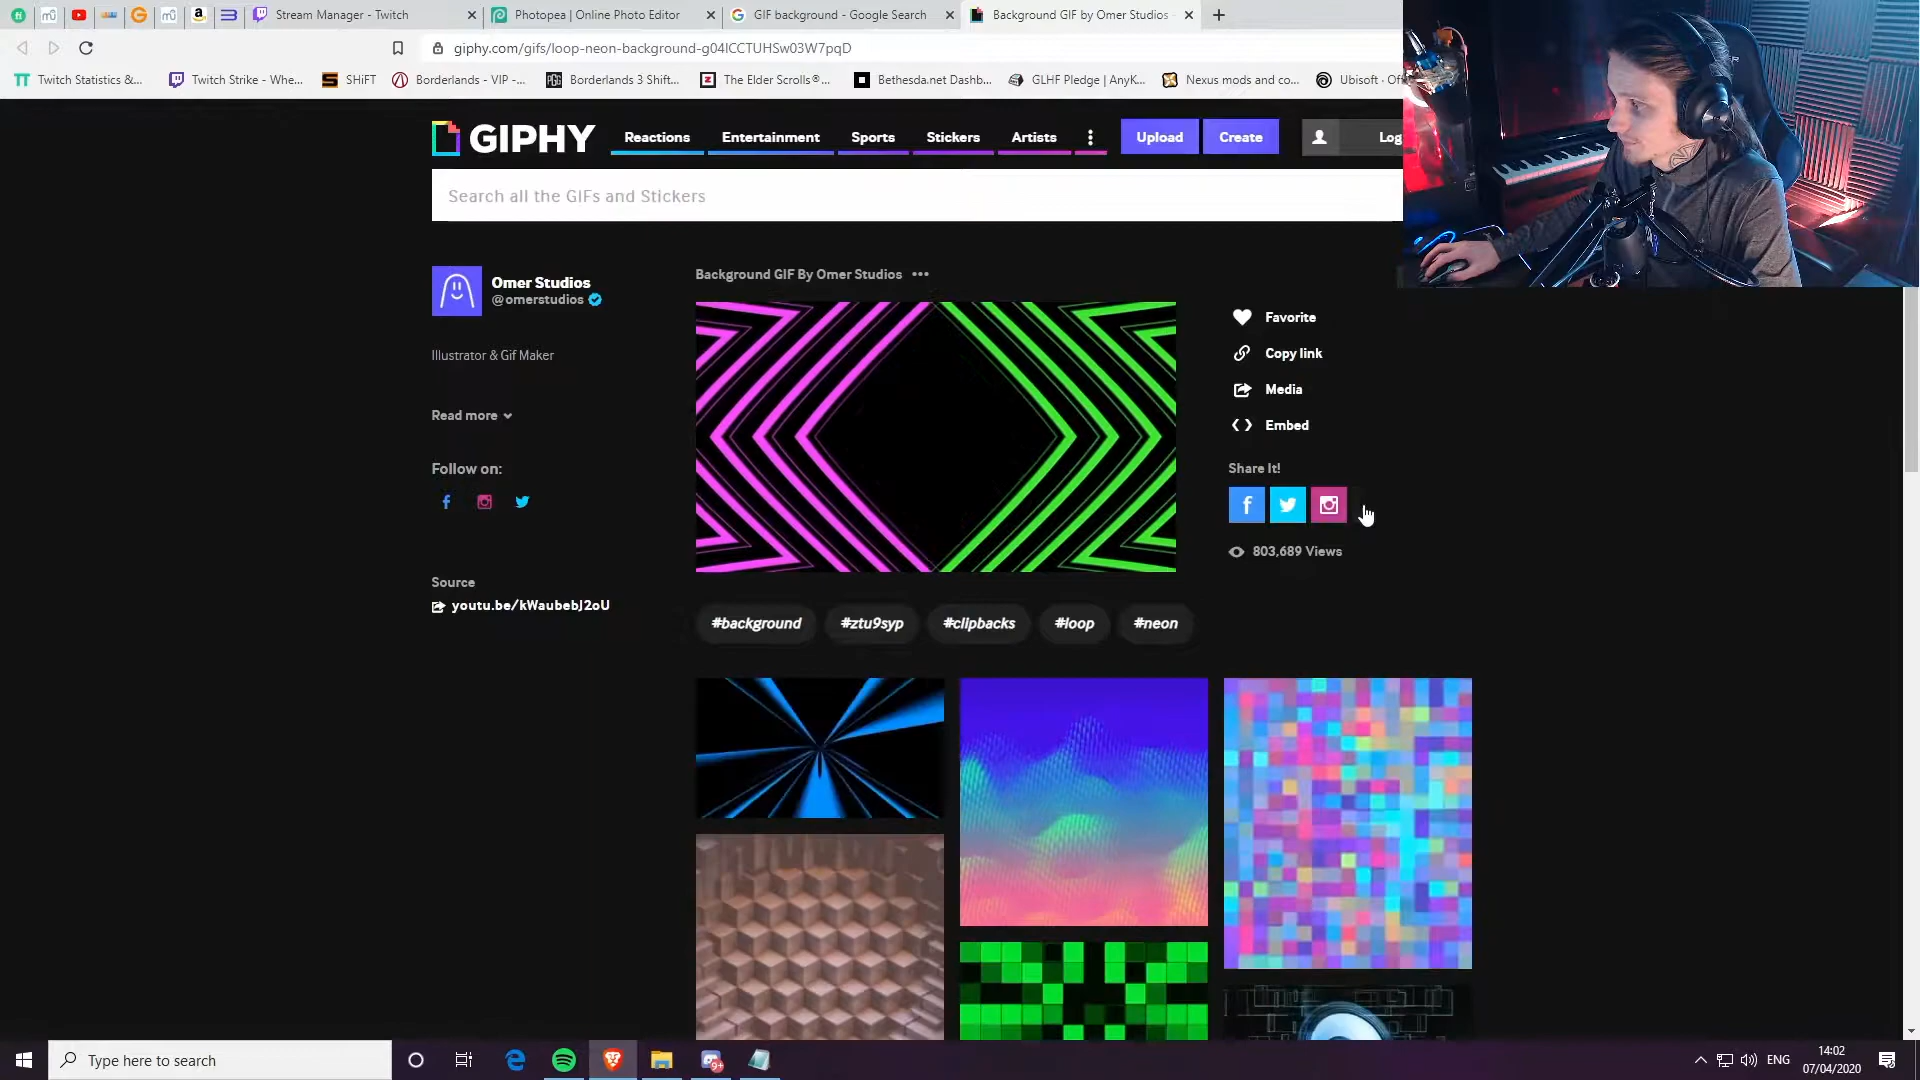 Stream Manager - Twitch
Photopea | Online Photo Editor
GIF background - Google Search
Background GIF by Omer Studios
giphy.com/gifs/loop-neon-background-g04lCCTUHSw03W7pqD
Twitch Statistics &...
Twitch Strike - Whe...
SHiFT
Borderlands - VIP -...
Borderlands 3 Shift...
The Elder Scrolls®...
Bethesda.net Dashb...
GLHF Pledge | AnyK...
Nexus mods and co...
Ubisoft - Of
GIPHY
Reactions
Entertainment
Sports
Stickers
Artists
Upload
Create
Log
Search all the GIFs and Stickers
Omer Studios
@omerstudios
Background GIF By Omer Studios
Illustrator & Gif Maker
Read more
Follow on:
Source
youtu.be/kWaubebJ2oU
Favorite
Copy link
Media
Embed
Share It!
803,689 Views
#background
#ztu9syp
#clipbacks
#loop
#neon
Type here to search
9+
ENG
14:02
07/04/2020